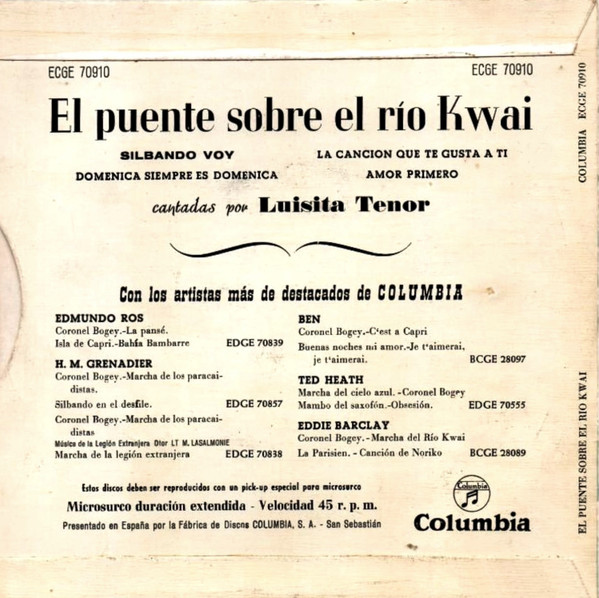 ECGE 70910
ECGE 70910
El puente sobre el río Kwai
SILBANDO VOY
LA CANCION QUE TE GUSTA A TI
DOMENICA SIEMPRE ES DOMENICA
AMOR PRIMERO
cantadas por Luisita Tenor
Con los artistas más de destacados de COLUMBIA
EDMUNDO ROS
Coronel Bogey.-La pansé.
Isla de Capri.-Bahía Bambarre EDGE 70839
H. M. GRENADIER
Coronel Bogey.-Marcha de los paracai-
distas.
Silbando en el desfile. EDGE 70857
Coronel Bogey.-Marcha de los paracai-
distas
Música de la Legión Extranjera Dtor LT M. LASALMONIE
Marcha de la legión extranjera EDGE 70838
BEN
Coronel Bogey.-C'est a Capri
Buenas noches mi amor.-Je t'aimerai,
je t'aimerai. BCGE 28097
TED HEATH
Marcha del cielo azul.-Coronel Bogey
Mambo del saxofón.-Obsesión. EDGE 70555
EDDIE BARCLAY
Coronel Bogey.-Marcha del Río Kwai
La Parisien. - Canción de Noriko BCGE 28089
Estos discos deben ser reproducidos con un pick-up especial para microsurco
Microsurco duración extendida - Velocidad 45 r. p. m.
Presentado en España por la Fábrica de Discos COLUMBIA, S. A. - San Sebastián
Columbia
Columbia
COLUMBIA ECGE 70910
EL PUENTE SOBRE EL RIO KWAI